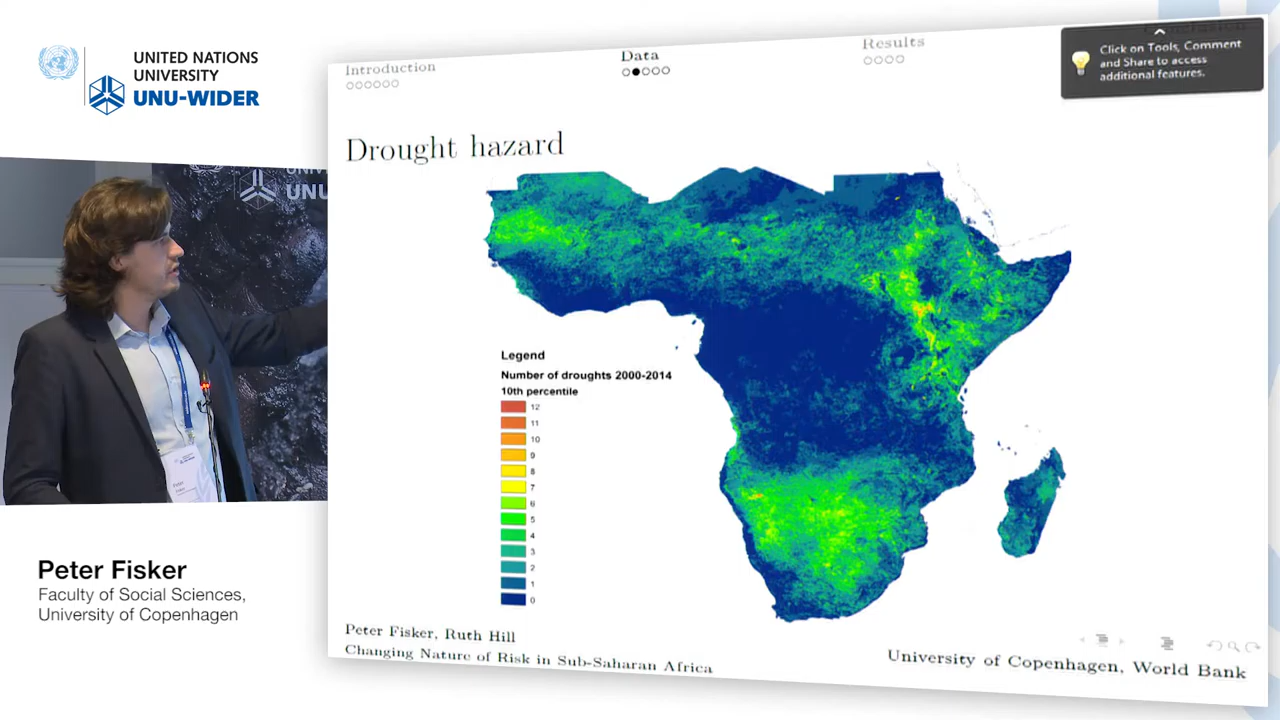 UNITED NATIONS
UNIVERSITY
UNU-WIDER
UNU
Peter Fisker
Faculty of Social Sciences,
University of Copenhagen
Introduction
Data
Results
Click on Tools, Comment
and Share to access
additional features.
Drought hazard
Legend
Number of droughts 2000-2014
10th percentile
12
11
10
9
8
7
6
5
4
3
2
1
0
Peter Fisker, Ruth Hill
Changing Nature of Risk in Sub-Saharan Africa
University of Copenhagen, World Bank